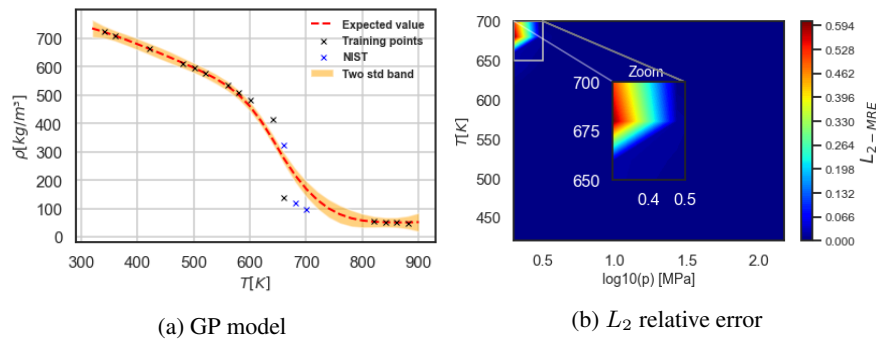 Expected value
Training points
NIST
Two std band
700
600
500
400
300
200
100
0
ρ[kg/m³]
300 400 500 600 700 800 900
T[K]
(a) GP model
700
675
650
600
550
500
450
T[K]
Zoom
700
675
650
0.4 0.5
0.5 1.0 1.5 2.0
log10(p) [MPa]
0.594
0.528
0.462
0.396
0.330
0.264
0.198
0.132
0.066
0.000
L2−MRE
(b) L2 relative error